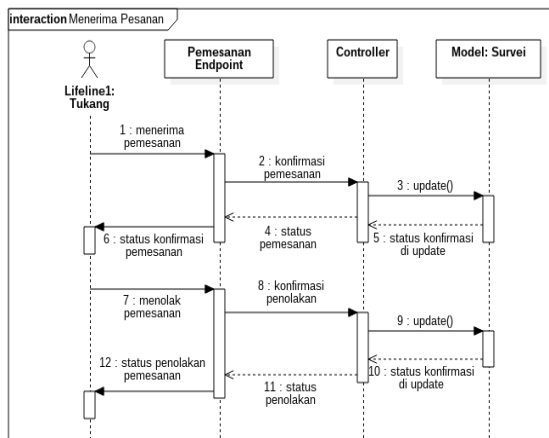 interaction Menerima Pesanan
Pemesanan
Endpoint
Controller
Model: Survei
Lifeline1:
Tukang
1 : menerima
pemesanan
2 : konfirmasi
pemesanan
3 : update()
4 : status
pemesanan
5 : status konfirmasi
di update
6 : status konfirmasi
pemesanan
7 : menolak
pemesanan
8 : konfirmasi
penolakan
9 : update()
10 : status konfirmasi
di update
11 : status
penolakan
12 : status penolakan
pemesanan